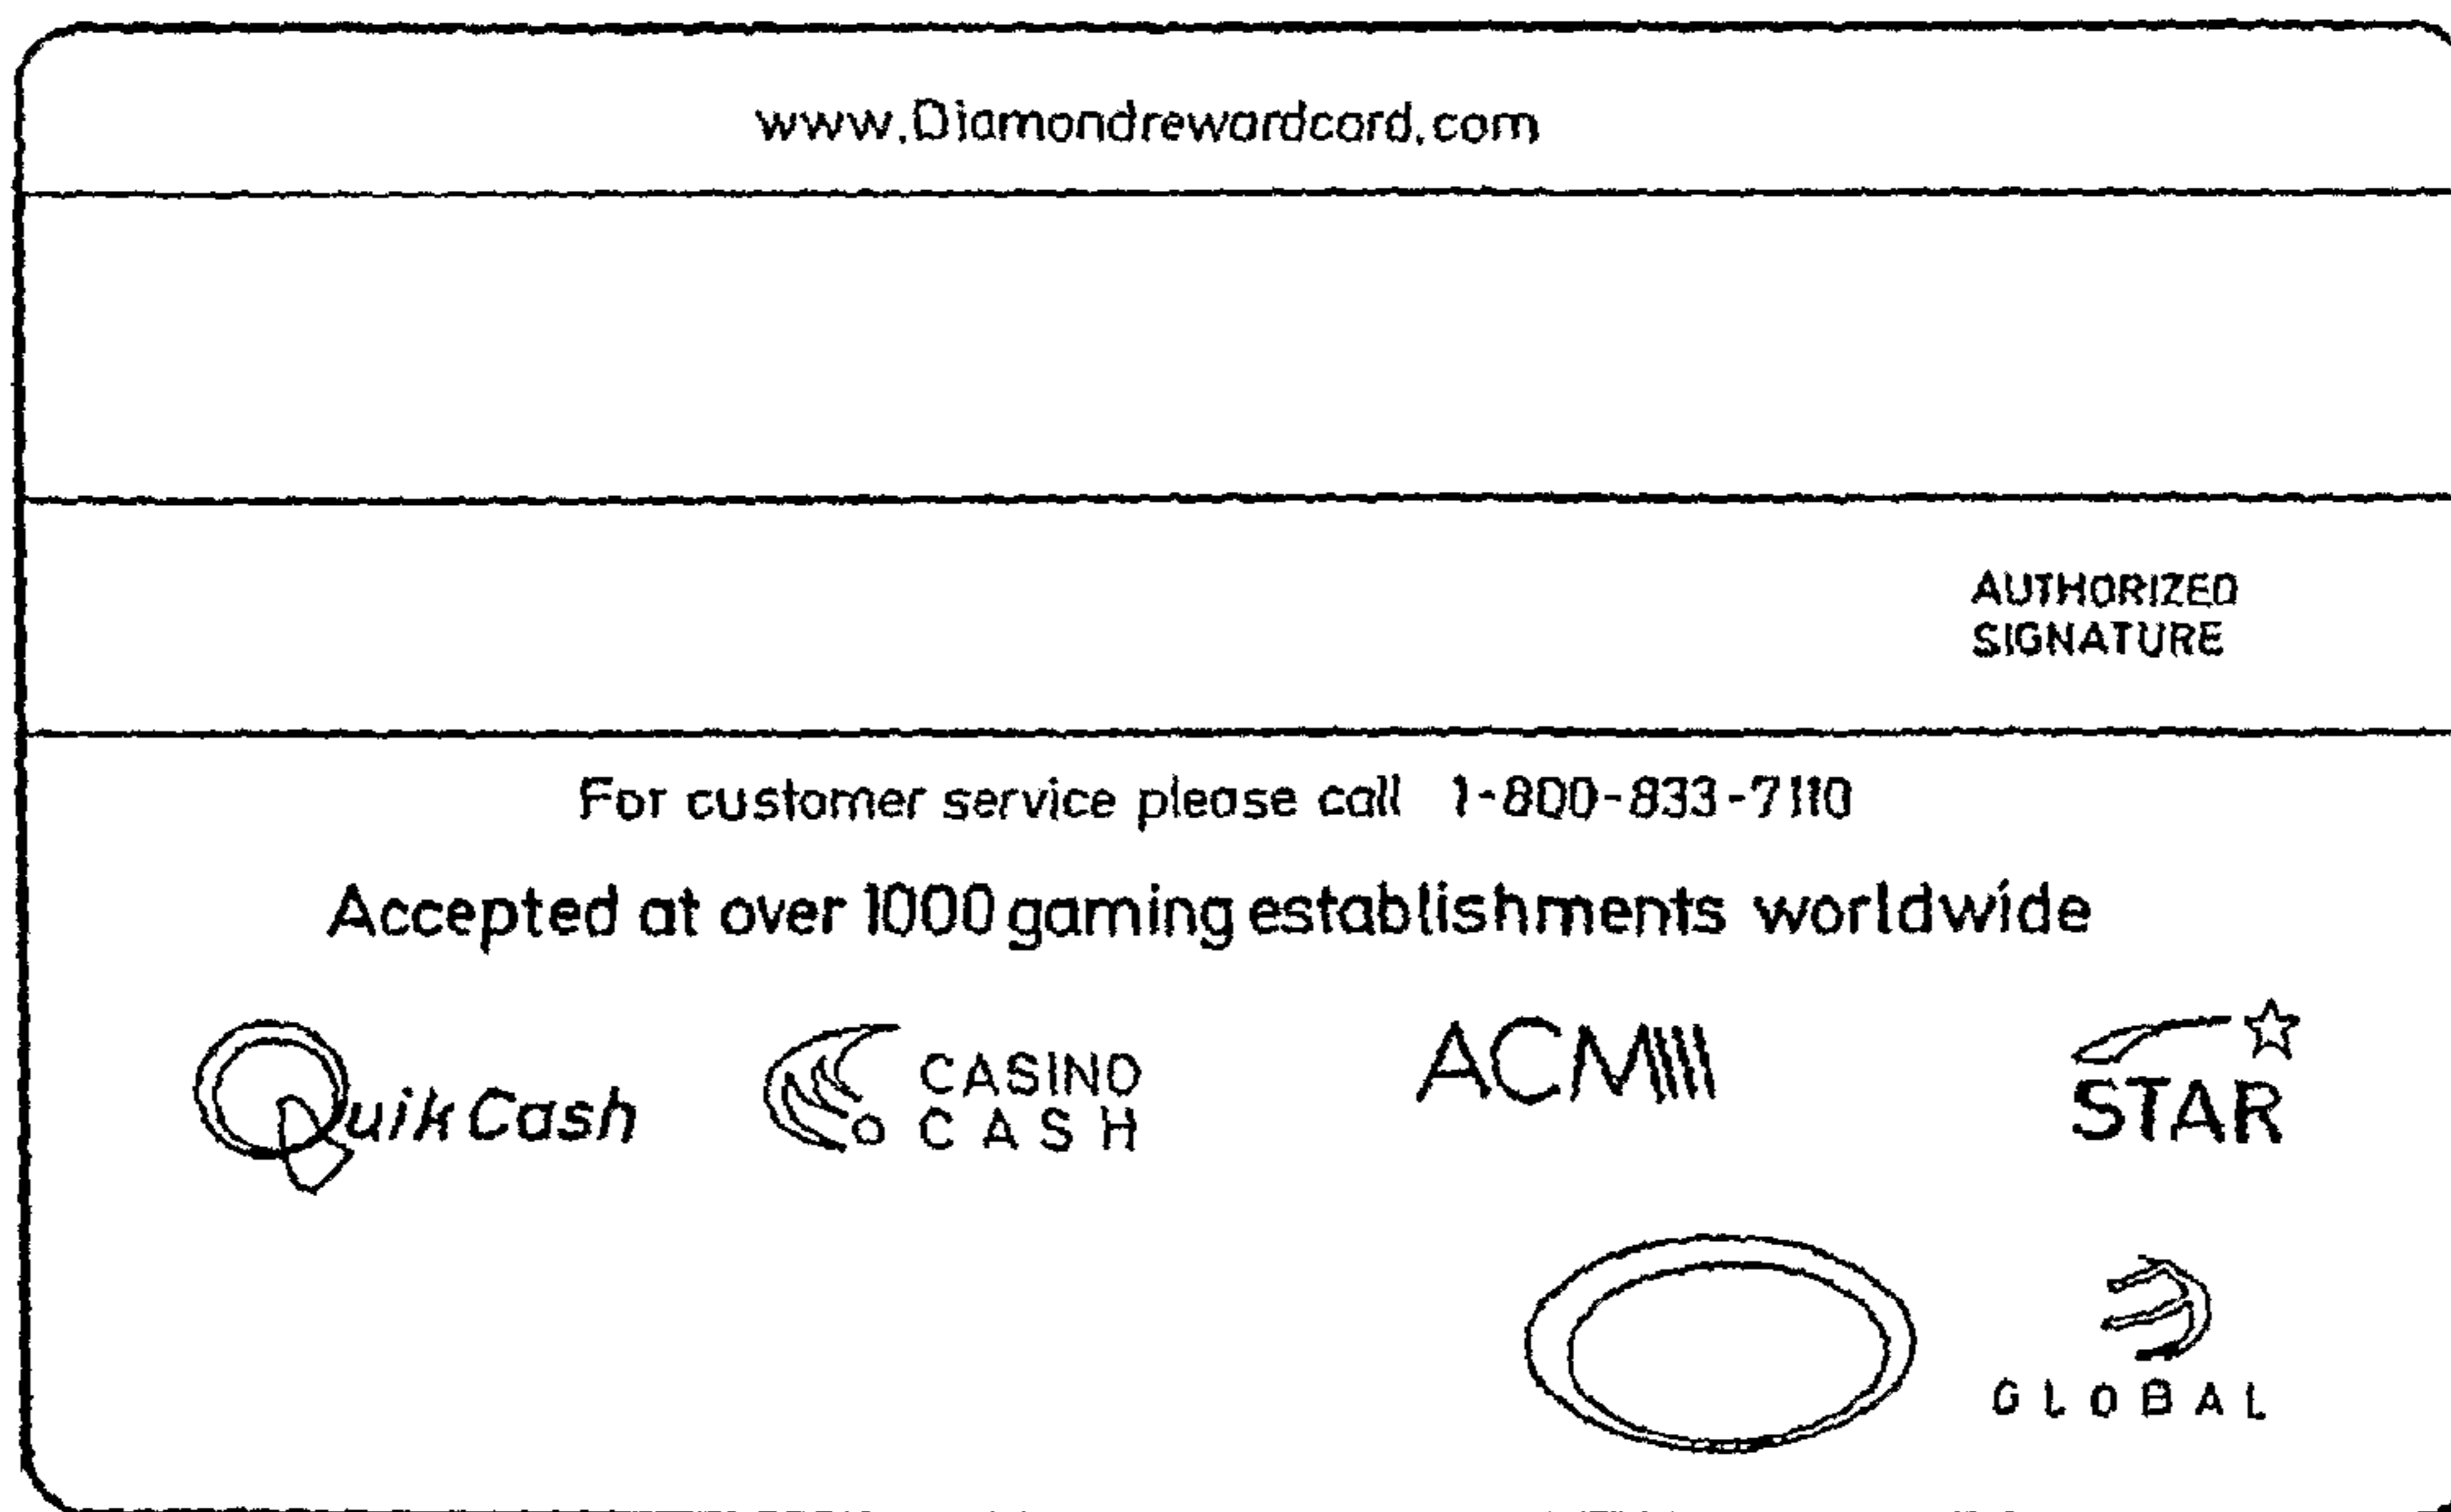 www.Diamondrewardcard.com
AUTHORIZED
SIGNATURE
For customer service please call 1-800-833-7110
Accepted at over 1000 gaming establishments worldwide
QuikCash
CASINO
CASH
ACM
STAR
GLOBAL